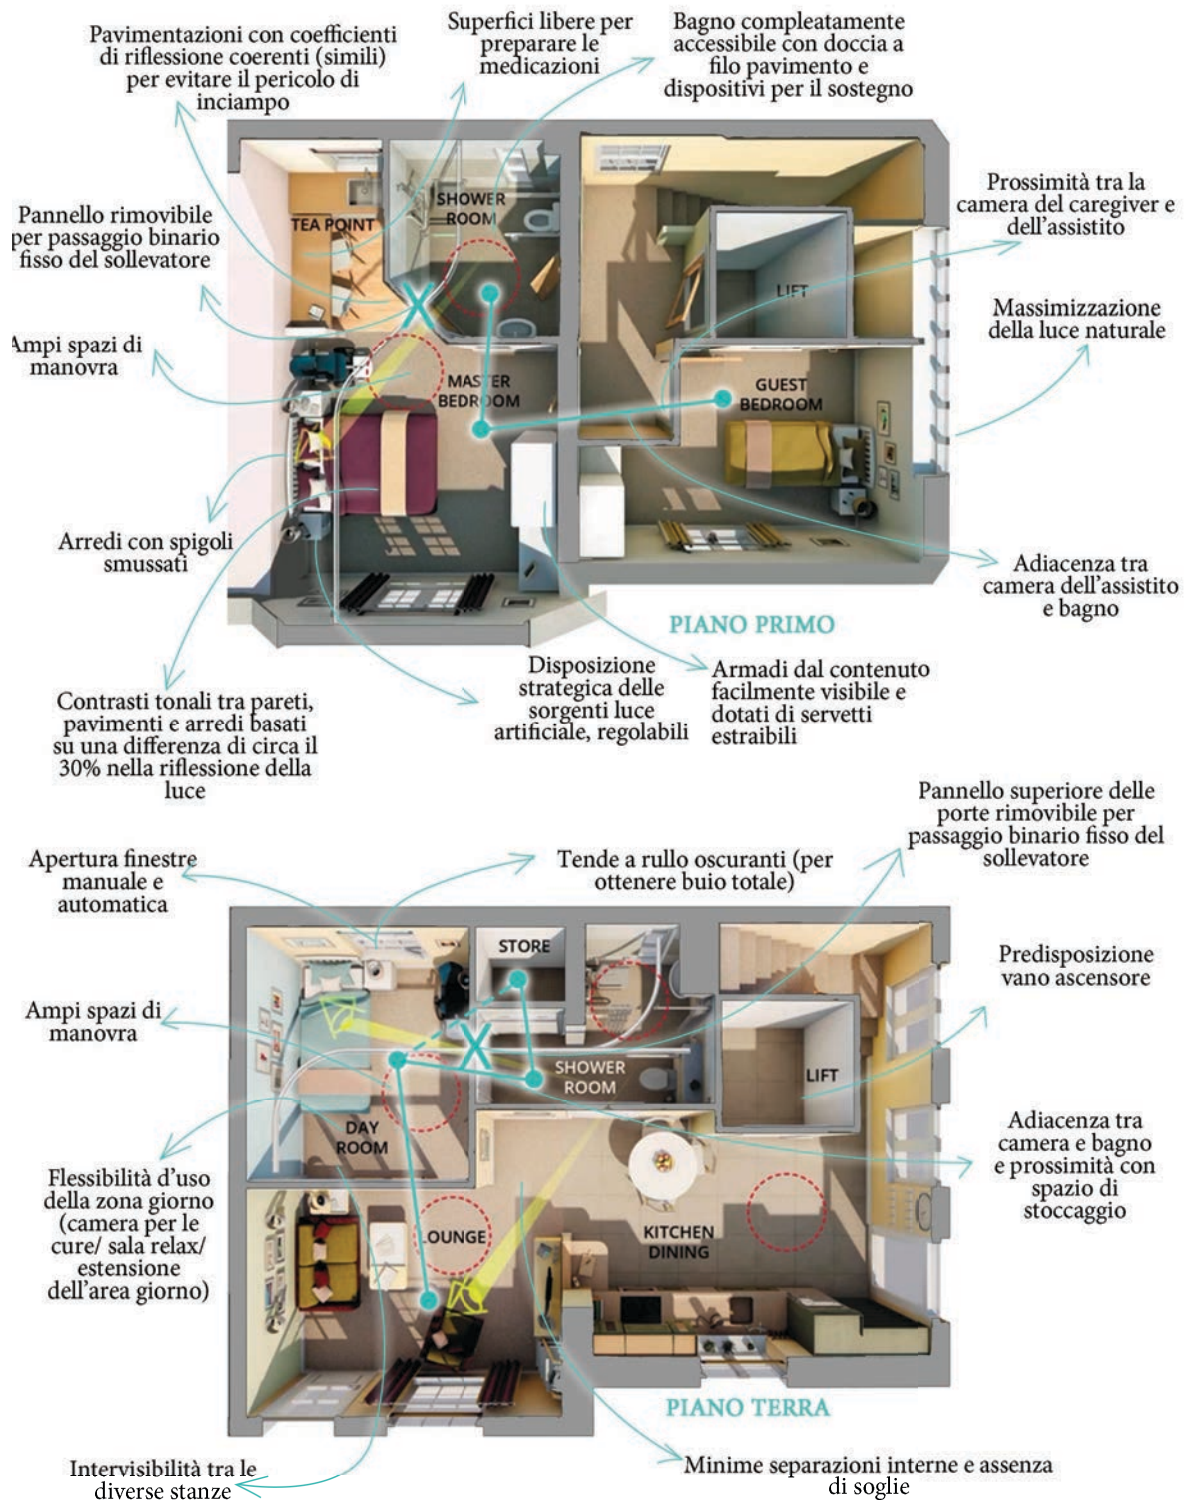 Pavimentazioni con coefficienti
di riflessione coerenti (simili)
per evitare il pericolo di
inciampo
Superfici libere per
preparare le
medicazioni
Bagno compleatamente
accessibile con doccia a
filo pavimento e
dispositivi per il sostegno
Pannello rimovibile
per passaggio binario
fisso del sollevatore
Prossimità tra la
camera del caregiver e
dell'assistito
TEA POINT
SHOWER
ROOM
LIFT
Ampi spazi di
manovra
Massimizzazione
della luce naturale
MASTER
BEDROOM
GUEST
BEDROOM
Arredi con spigoli
smussati
Adiacenza tra
camera dell'assistito
e bagno
PIANO PRIMO
Contrasti tonali tra pareti,
pavimenti e arredi basati
su una differenza di circa il
30% nella riflessione della
luce
Disposizione
strategica delle
sorgenti luce
artificiale, regolabili
Armadi dal contenuto
facilmente visibile e
dotati di servetti
estraibili
Pannello superiore delle
porte rimovibile per
passaggio binario fisso del
sollevatore
Apertura finestre
manuale e
automatica
Tende a rullo oscuranti (per
ottenere buio totale)
STORE
Predisposizione
vano ascensore
Ampi spazi di
manovra
SHOWER
ROOM
LIFT
DAY
ROOM
Adiacenza tra
camera e bagno
e prossimità con
spazio di
stoccaggio
Flessibilità d'uso
della zona giorno
(camera per le
cure/ sala relax/
estensione
dell'area giorno)
LOUNGE
KITCHEN
DINING
PIANO TERRA
Intervisibilità tra le
diverse stanze
Minime separazioni interne e assenza
di soglie